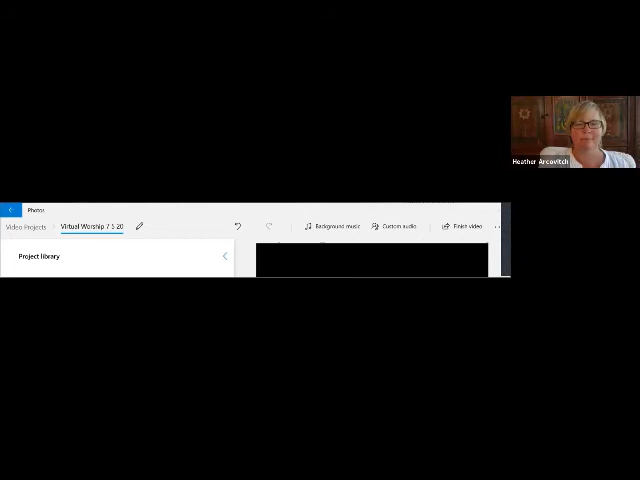 Heather Arcovitch
Photos
Video Projects
Virtual Worship 7 5 20
Background music
Custom audio
Finish video
Project library